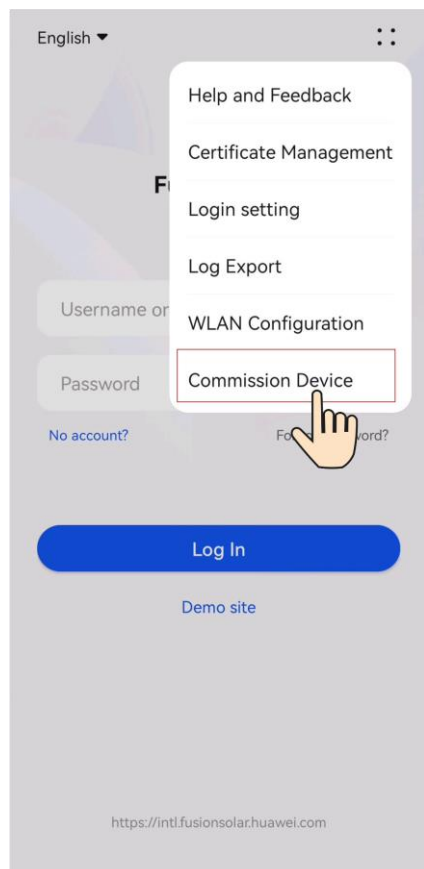 English
Help and Feedback
Certificate Management
Login setting
Log Export
Username or
WLAN Configuration
Password
Commission Device
No account?
Log In
Demo site
https://intl.fusionsolar.huawei.com